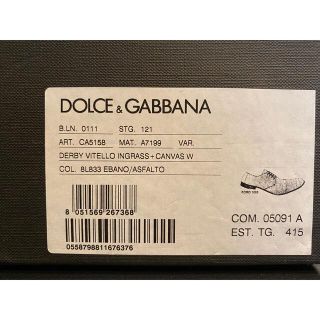 DOLCE & GABBANA
B.LN. 0111 STG. 121
ART. CA5158 MAT. A7199 VAR.
DERBY VITELLO INGRASS+CANVAS W
COL. 8L833 EBANO/ASFALTO
8 051569 267368
0558798811676376
COM. 05091 A
EST. TG. 415